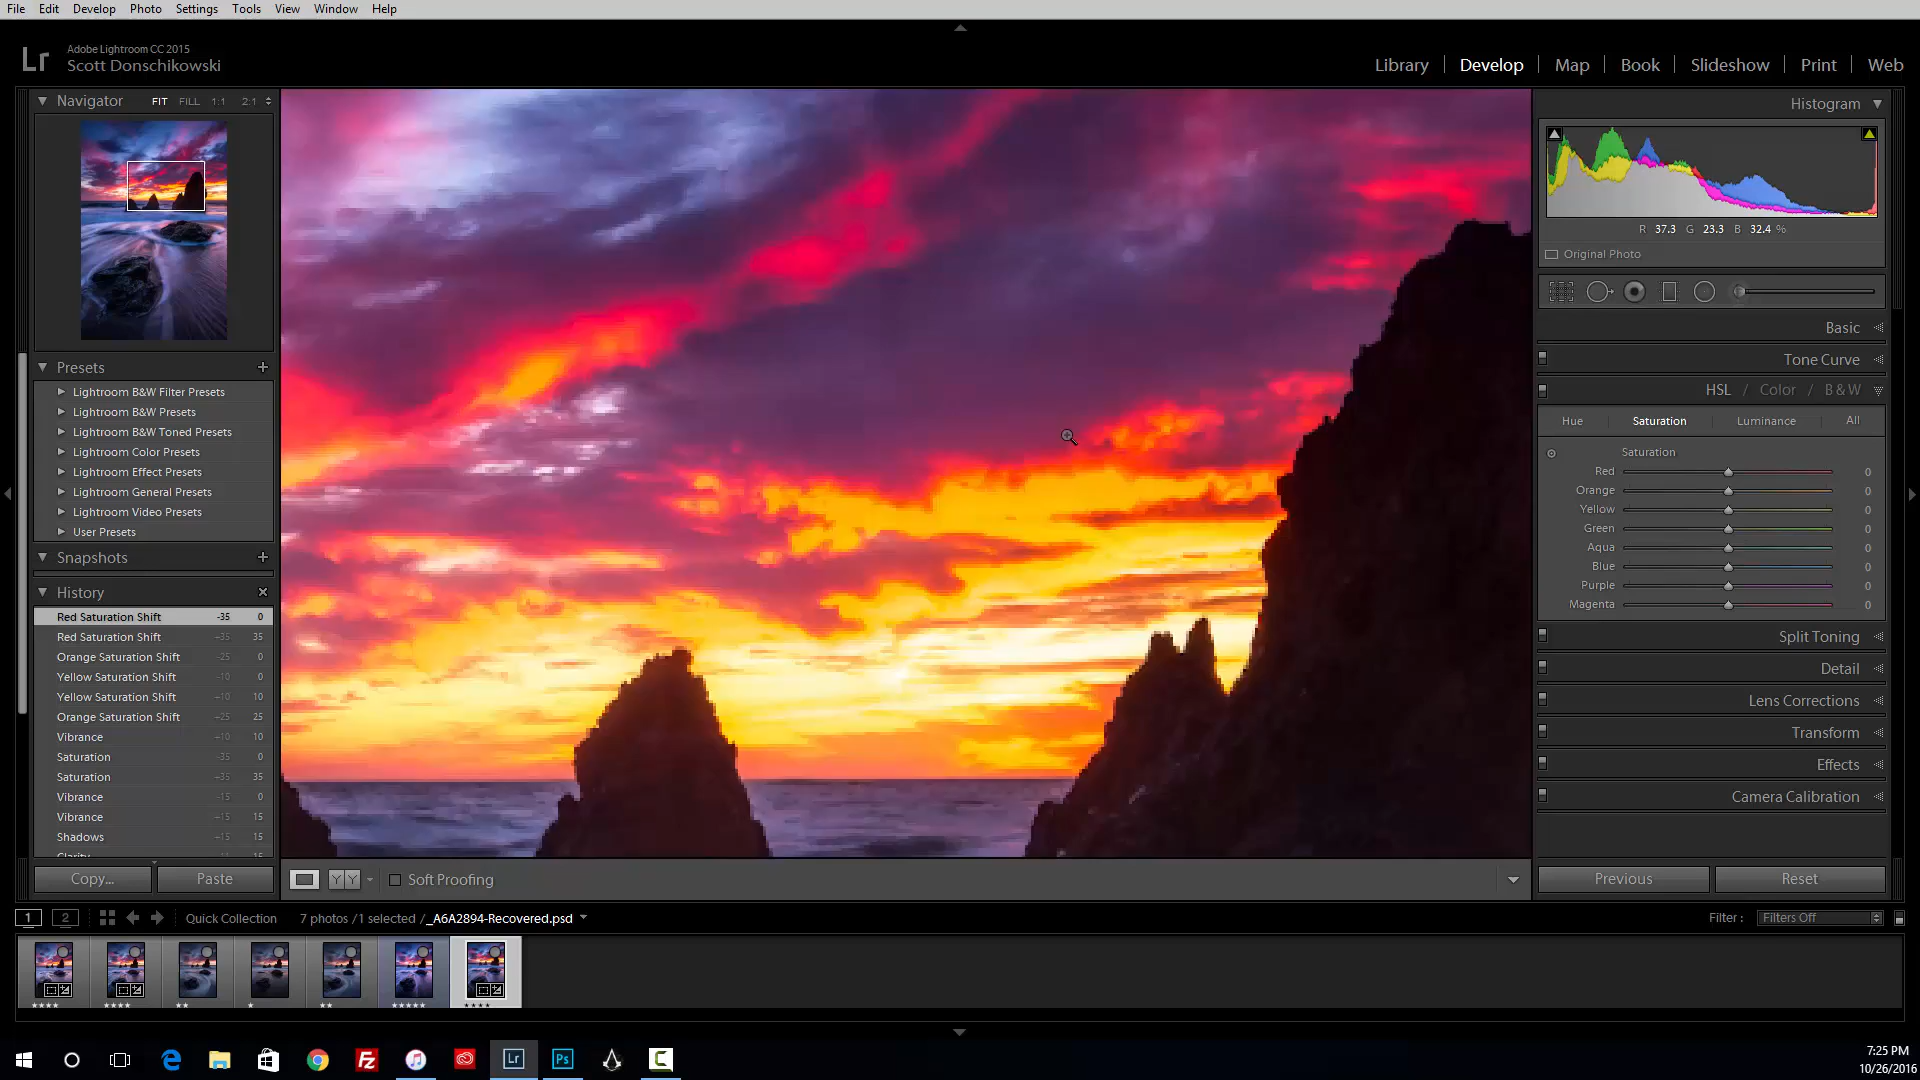 File Edit Develop Photo Settings Tools View Window Help
Lr
Adobe Lightroom CC 2015
Scott Donschikowski
Library Develop Map Book Slideshow Print Web
Navigator FIT FILL 1:1 2:1
Presets
Lightroom B&W Filter Presets
Lightroom B&W Presets
Lightroom B&W Toned Presets
Lightroom Color Presets
Lightroom Effect Presets
Lightroom General Presets
Lightroom Video Presets
User Presets
Snapshots
History
Red Saturation Shift -35 0
Red Saturation Shift +35 35
Orange Saturation Shift -25 0
Yellow Saturation Shift -10 0
Yellow Saturation Shift +10 10
Orange Saturation Shift +25 25
Vibrance +10 10
Saturation -35 0
Saturation +35 35
Vibrance -15 0
Vibrance +15 15
Shadows +15 15
Copy... Paste
Histogram
R 37.3 G 23.3 B 32.4 %
Original Photo
Basic
Tone Curve
HSL / Color / B & W
Hue Saturation Luminance All
Saturation
Red 0
Orange 0
Yellow 0
Green 0
Aqua 0
Blue 0
Purple 0
Magenta 0
Split Toning
Detail
Lens Corrections
Transform
Effects
Camera Calibration
Previous Reset
YY Soft Proofing
1 2 Quick Collection 7 photos /1 selected /_A6A2894-Recovered.psd Filter : Filters Off
Fz Lr Ps C
7:25 PM
10/26/2016